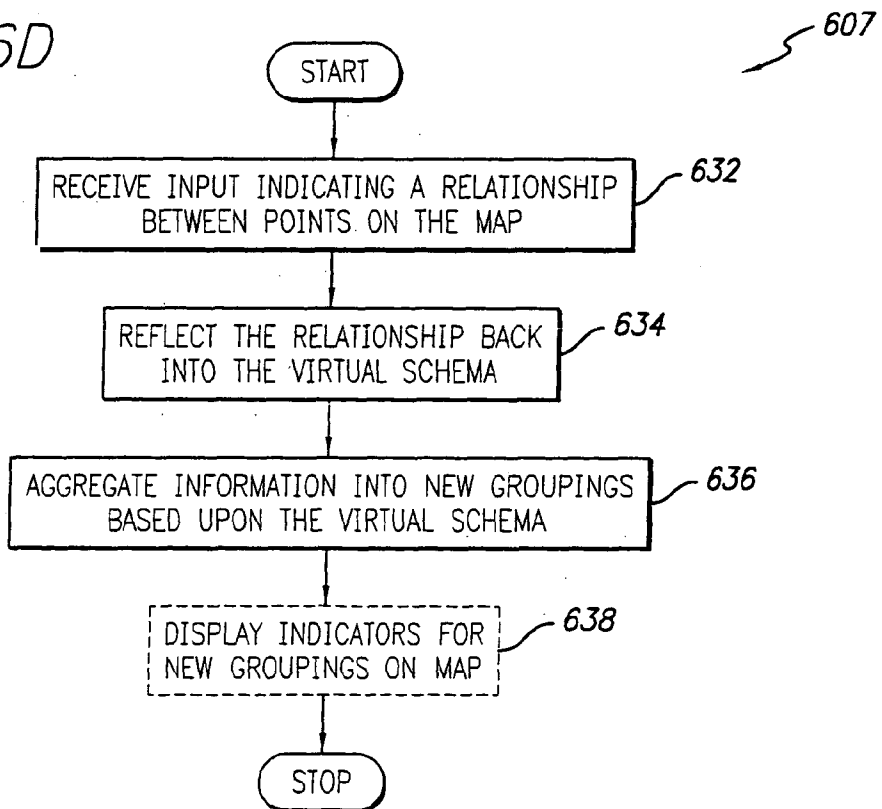 6D
607
START
RECEIVE INPUT INDICATING A RELATIONSHIP
BETWEEN POINTS ON THE MAP
632
REFLECT THE RELATIONSHIP BACK
INTO THE VIRTUAL SCHEMA
634
AGGREGATE INFORMATION INTO NEW GROUPINGS
BASED UPON THE VIRTUAL SCHEMA
636
DISPLAY INDICATORS FOR
NEW GROUPINGS ON MAP
638
STOP